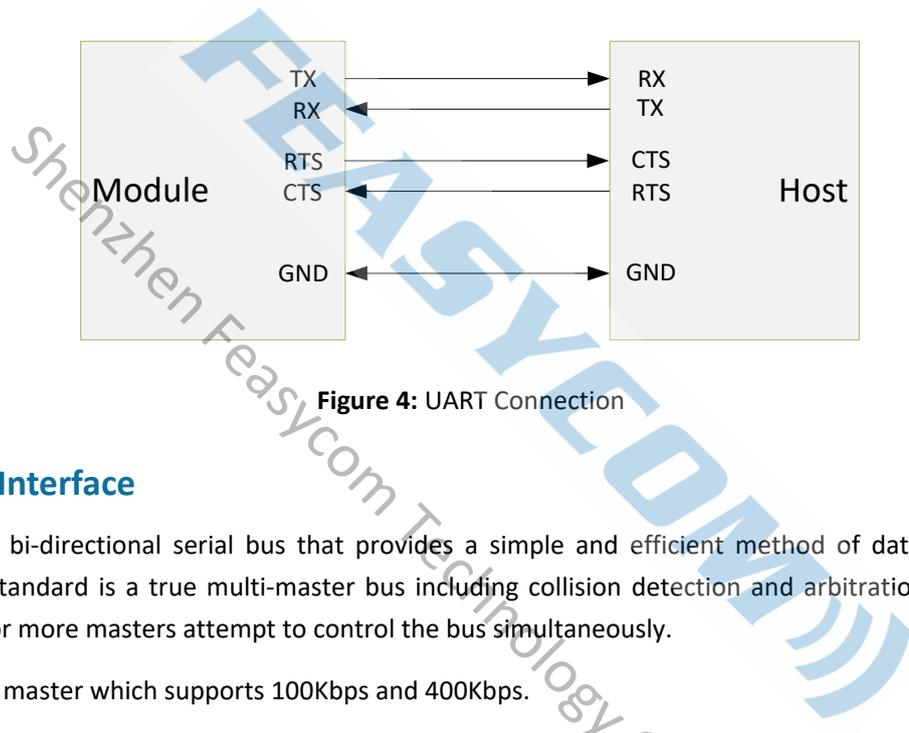 TX RX
RX TX
RTS CTS
Module CTS RTS Host
GND GND
Figure 4: UART Connection
Interface
bi-directional serial bus that provides a simple and efficient method of dat
tandard is a true multi-master bus including collision detection and arbitratio
or more masters attempt to control the bus simultaneously.
master which supports 100Kbps and 400Kbps.
Shenzhen Feasycom Technology
FEASYCOM